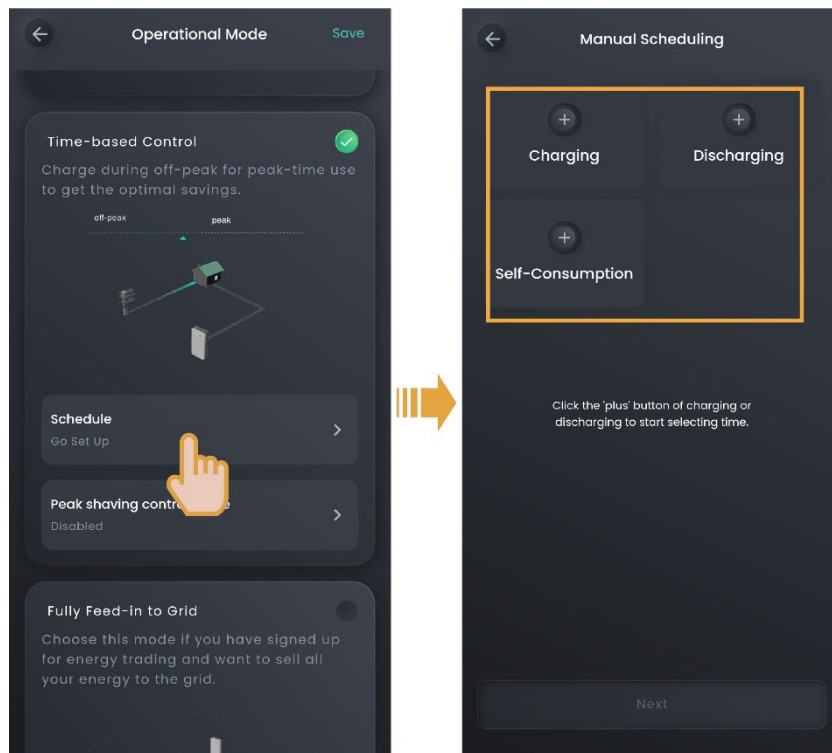 Operational Mode
Save
Time-based Control
Charge during off-peak for peak-time use
to get the optimal savings.
off-peak
peak
Schedule
Go Set Up
Peak shaving
Disabled
Fully Feed-in to Grid
Choose this mode if you have signed up
for energy trading and want to sell all
your energy to the grid.
Manual Scheduling
Charging
Discharging
Self-Consumption
Click the 'plus' button of charging or
discharging to start selecting time.
Next